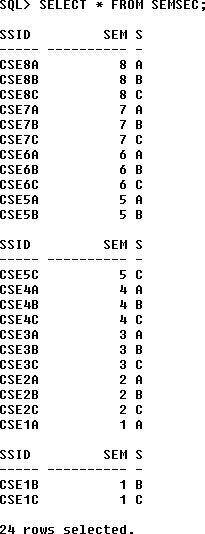 SQL> SELECT * FROM SEMSEC;
SSID SEM S
----- ---------- -
CSE8A 8 A
CSE8B 8 B
CSE8C 8 C
CSE7A 7 A
CSE7B 7 B
CSE7C 7 C
CSE6A 6 A
CSE6B 6 B
CSE6C 6 C
CSE5A 5 A
CSE5B 5 B
SSID SEM S
----- ---------- -
CSE5C 5 C
CSE4A 4 A
CSE4B 4 B
CSE4C 4 C
CSE3A 3 A
CSE3B 3 B
CSE3C 3 C
CSE2A 2 A
CSE2B 2 B
CSE2C 2 C
CSE1A 1 A
SSID SEM S
----- ---------- -
CSE1B 1 B
CSE1C 1 C
24 rows selected.